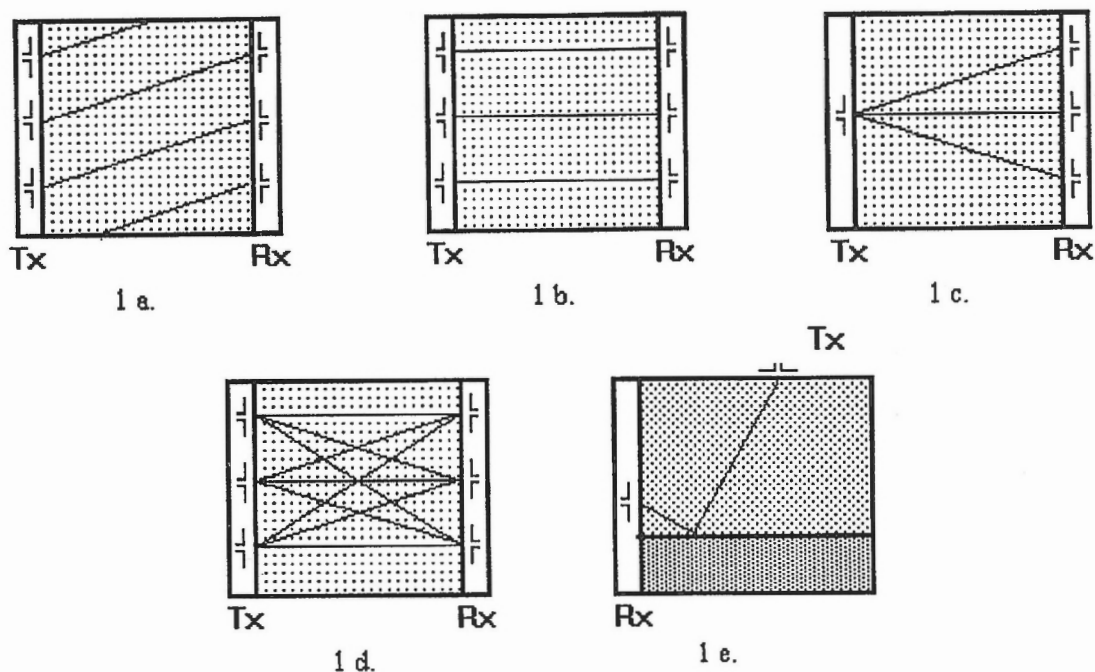 Tx Rx
1 a.
Tx Rx
1 b.
Tx Rx
1 c.
Tx Rx
1 d.
Tx
Rx
1 e.